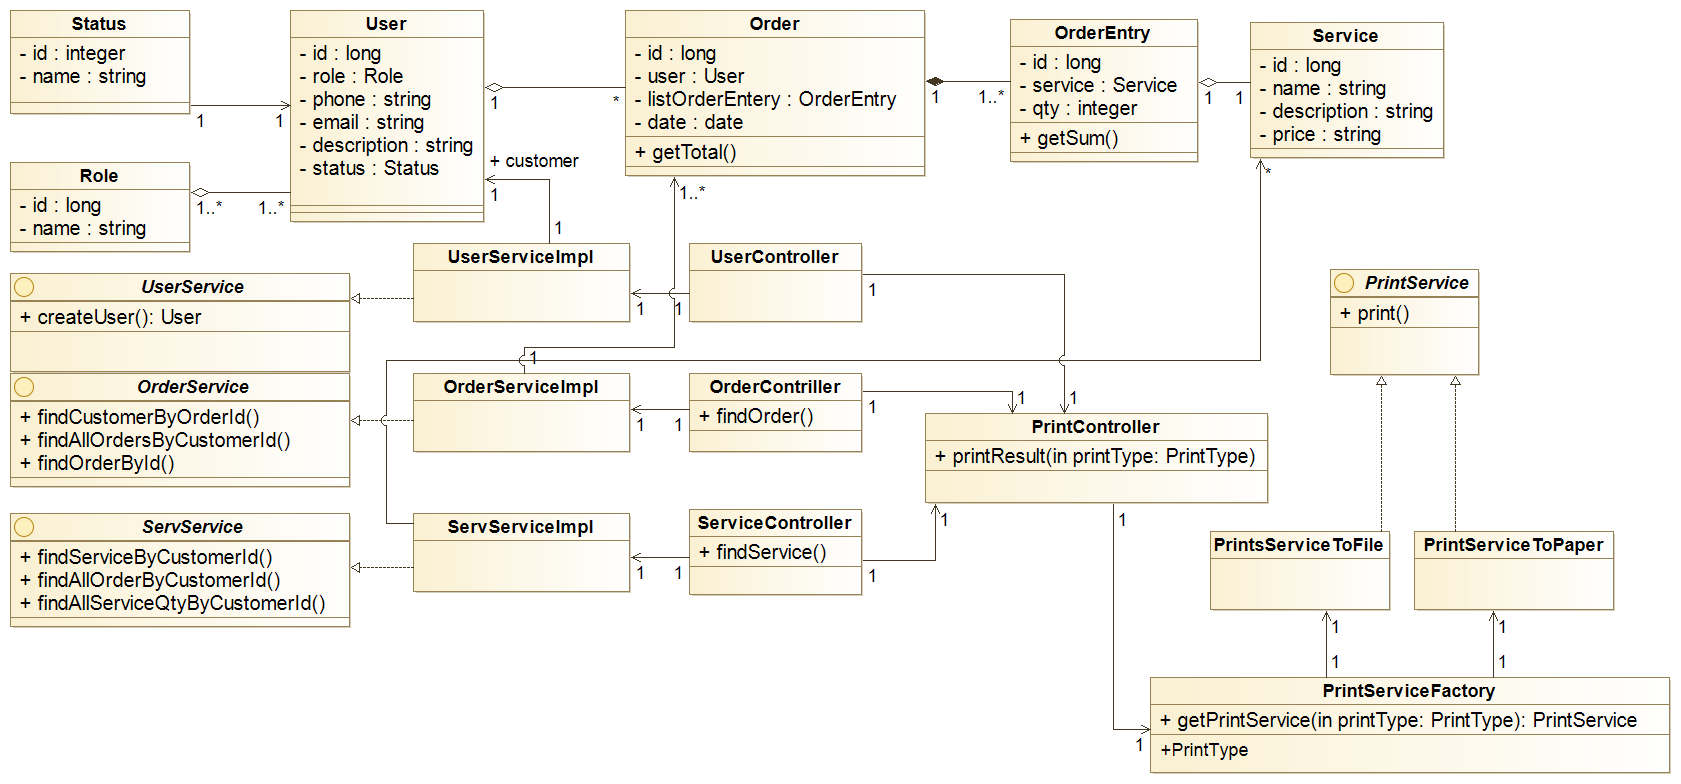 Status
- id : integer
- name : string
User
- id : long
- role : Role
- phone : string
- email : string
- description : string
- status : Status
Order
- id : long
- user : User
- listOrderEntery : OrderEntry
- date : date
+ getTotal()
OrderEntry
- id : long
- service : Service
- qty : integer
+ getSum()
Service
- id : long
- name : string
- description : string
- price : string
1
1
1
*
1
1..*
1
1
Role
- id : long
- name : string
1..*
1..*
+ customer
1
1
1..*
*
UserServiceImpl
UserController
1
1
1
UserService
+ createUser(): User
PrintService
+ print()
1
OrderService
+ findCustomerByOrderId()
+ findAllOrdersByCustomerId()
+ findOrderById()
OrderServiceImpl
OrderContriller
+ findOrder()
1
1
1
1
1
PrintController
+ printResult(in printType: PrintType)
ServService
+ findServiceByCustomerId()
+ findAllOrderByCustomerId()
+ findAllServiceQtyByCustomerId()
ServServiceImpl
ServiceController
+ findService()
1
1
1
1
1
PrintsServiceToFile
PrintServiceToPaper
1
1
1
1
PrintServiceFactory
+ getPrintService(in printType: PrintType): PrintService
+PrintType
1